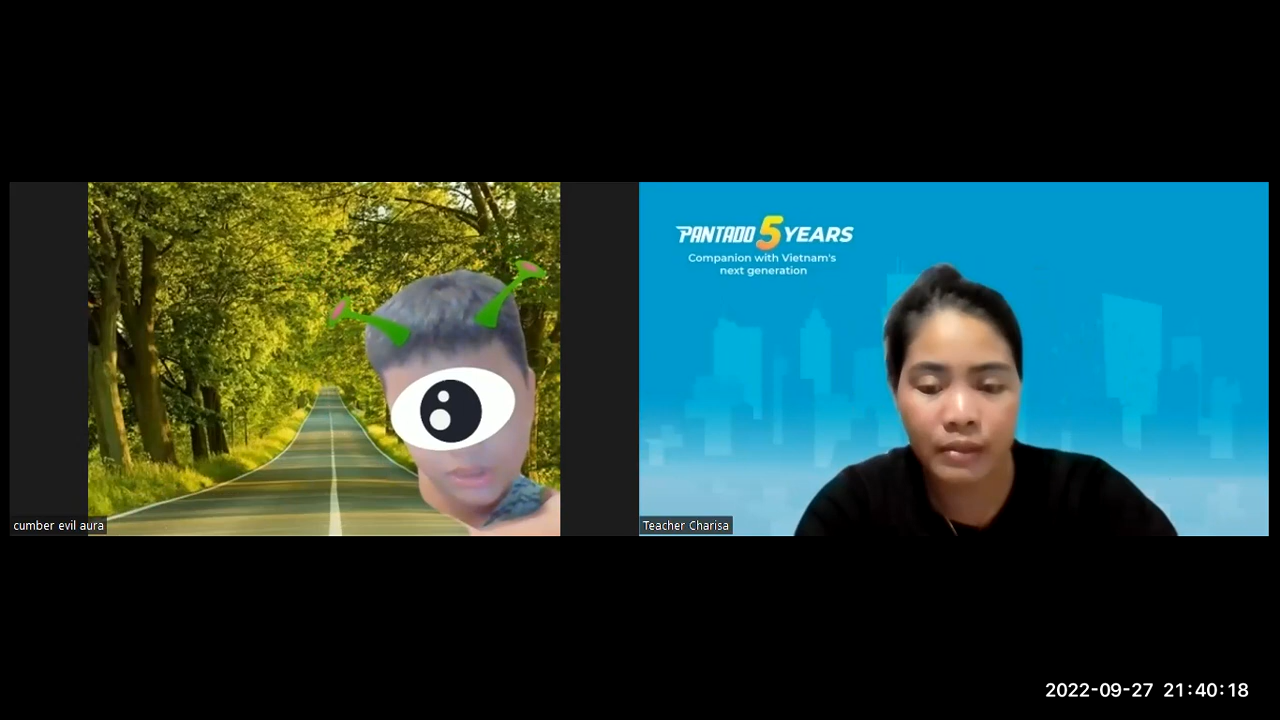 PANTADO 5 YEARS
Companion with Vietnam's
next generation
cumber evil aura
Teacher Charisa
2022-09-27 21:40:18